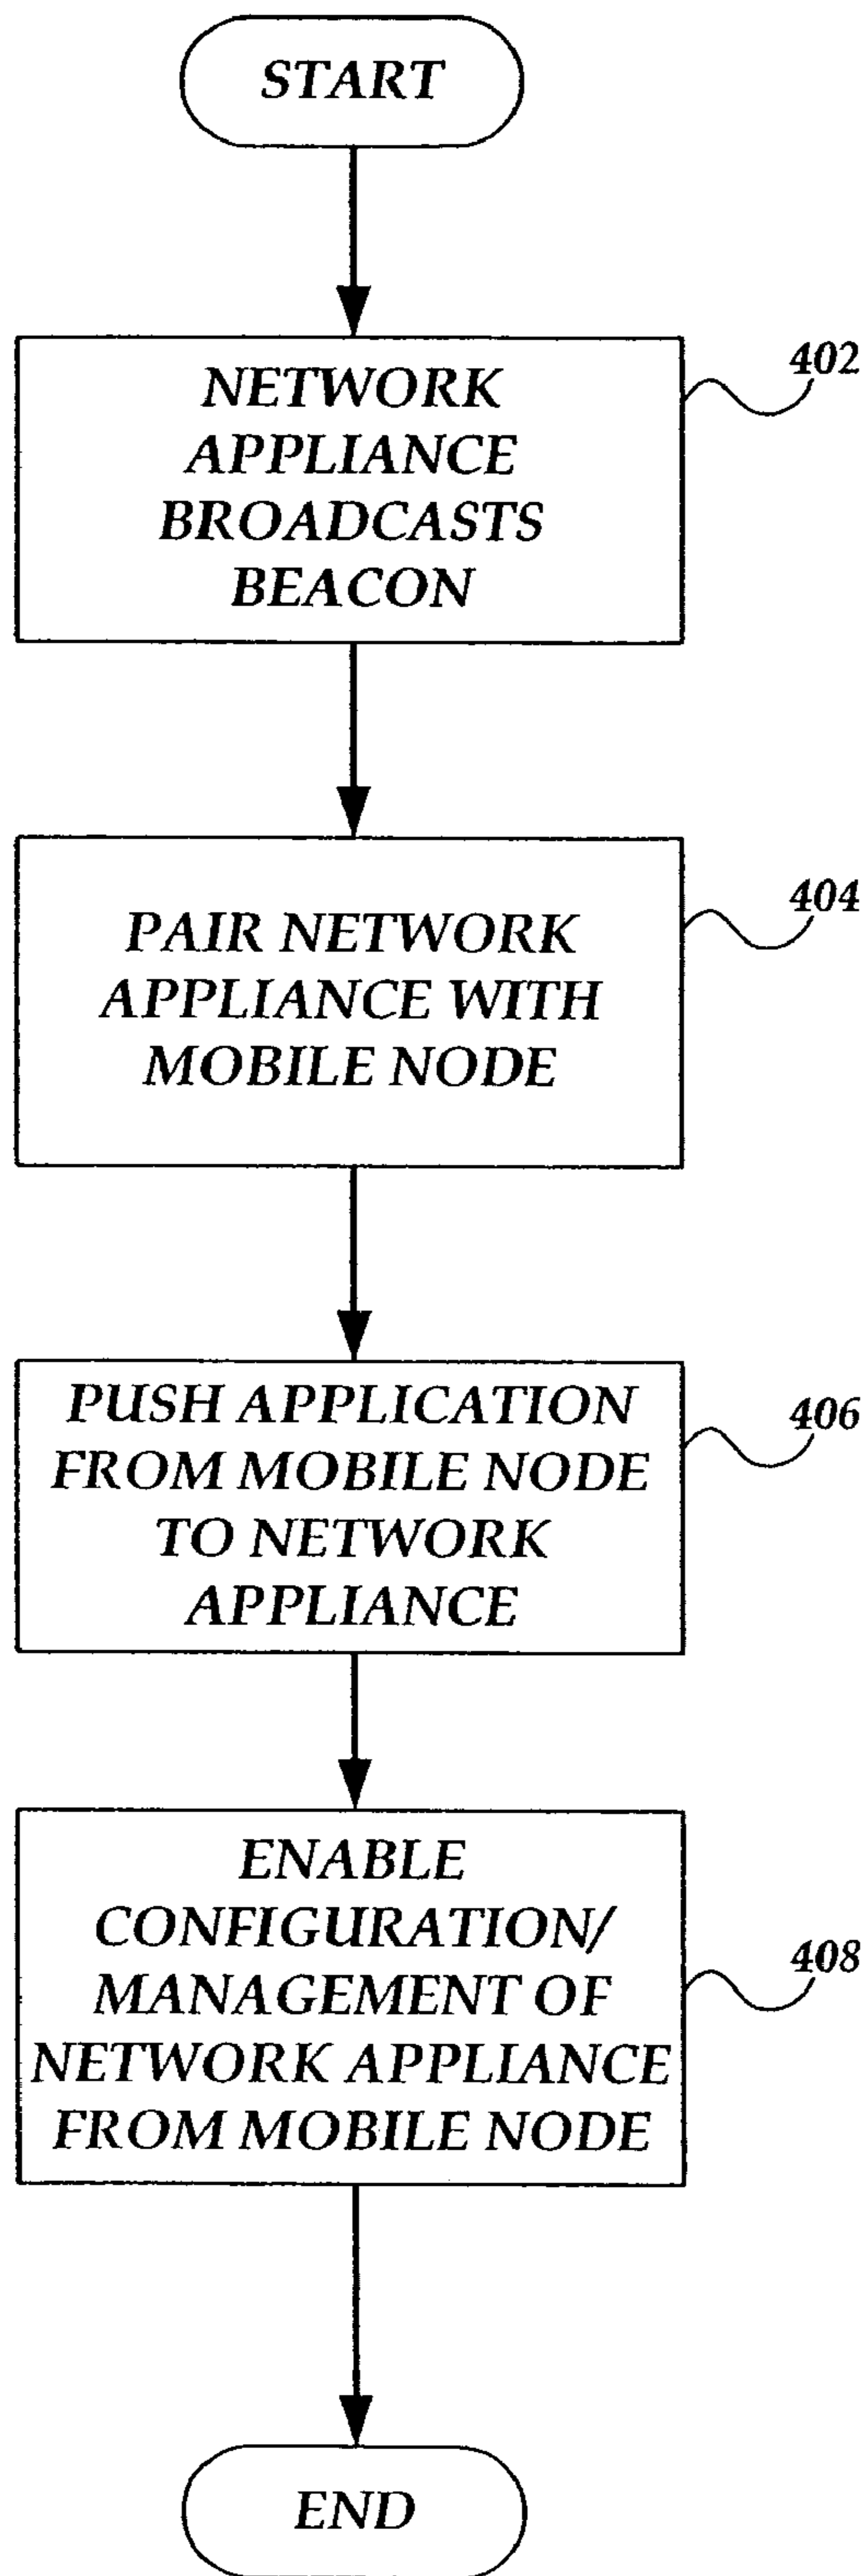 START
NETWORK
APPLIANCE
BROADCASTS
BEACON
402
PAIR NETWORK
APPLIANCE WITH
MOBILE NODE
404
PUSH APPLICATION
FROM MOBILE NODE
TO NETWORK
APPLIANCE
406
ENABLE
CONFIGURATION/
MANAGEMENT OF
NETWORK APPLIANCE
FROM MOBILE NODE
408
END